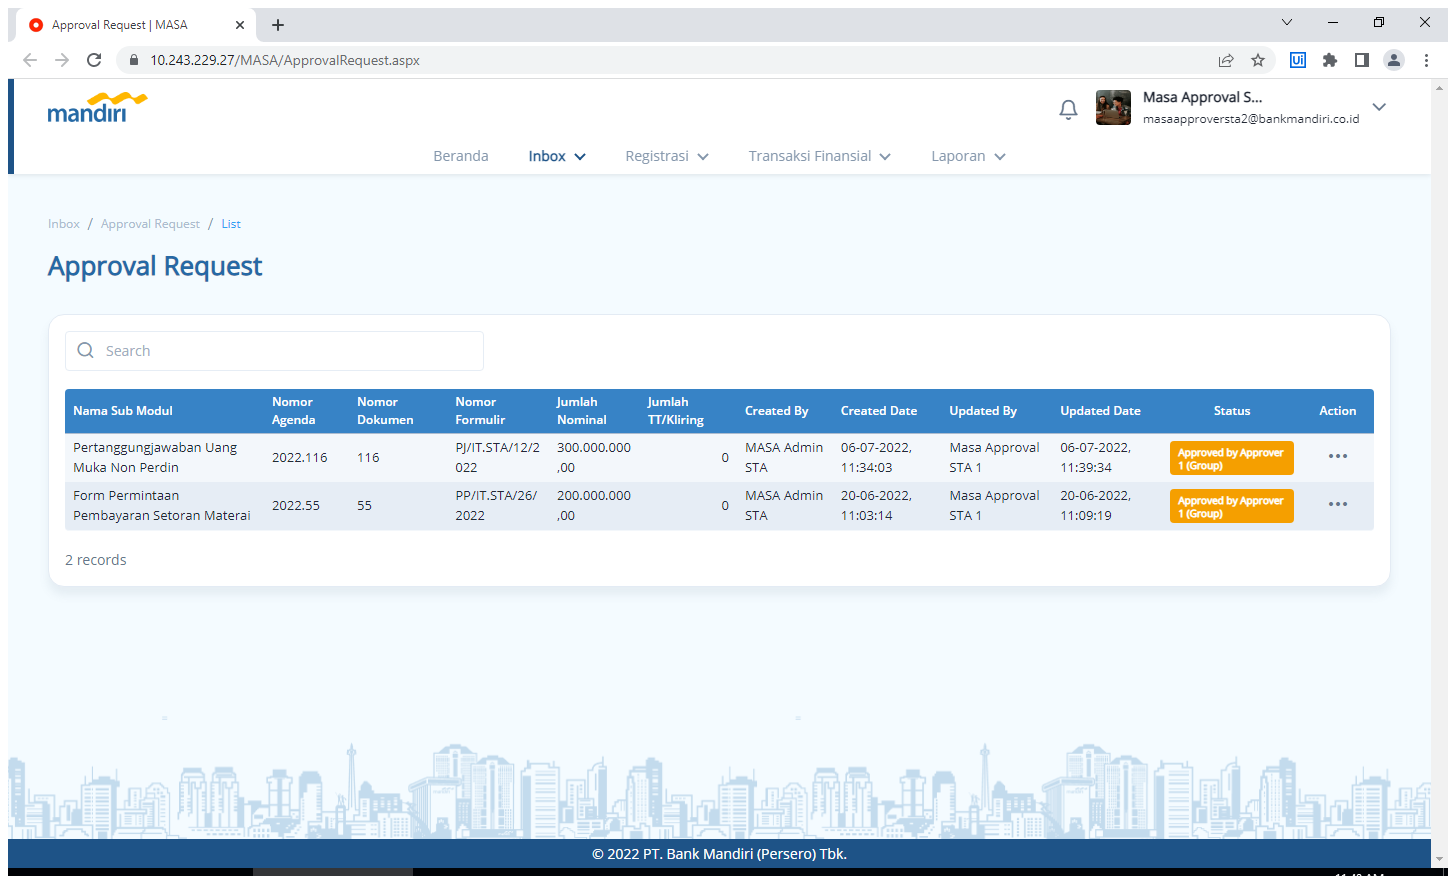 Approval Request | MASA
10.243.229.27/MASA/ApprovalRequest.aspx
Ui
mandiri
Masa Approval S...
masaapproversta2@bankmandiri.co.id
Beranda Inbox Registrasi Transaksi Finansial Laporan
Inbox / Approval Request / List
Approval Request
Search
Nama Sub Modul Nomor Agenda Nomor Dokumen Nomor Formulir Jumlah Nominal Jumlah TT/Kliring Created By Created Date Updated By Updated Date Status Action
Pertanggungjawaban Uang Muka Non Perdin 2022.116 116 PJ/IT.STA/12/2022 300.000.000,00 0 MASA Admin STA 06-07-2022, 11:34:03 Masa Approval STA 1 06-07-2022, 11:39:34 Approved by Approver 1 (Group)
Form Permintaan Pembayaran Setoran Materai 2022.55 55 PP/IT.STA/26/2022 200.000.000,00 0 MASA Admin STA 20-06-2022, 11:03:14 Masa Approval STA 1 20-06-2022, 11:09:19 Approved by Approver 1 (Group)
2 records
© 2022 PT. Bank Mandiri (Persero) Tbk.